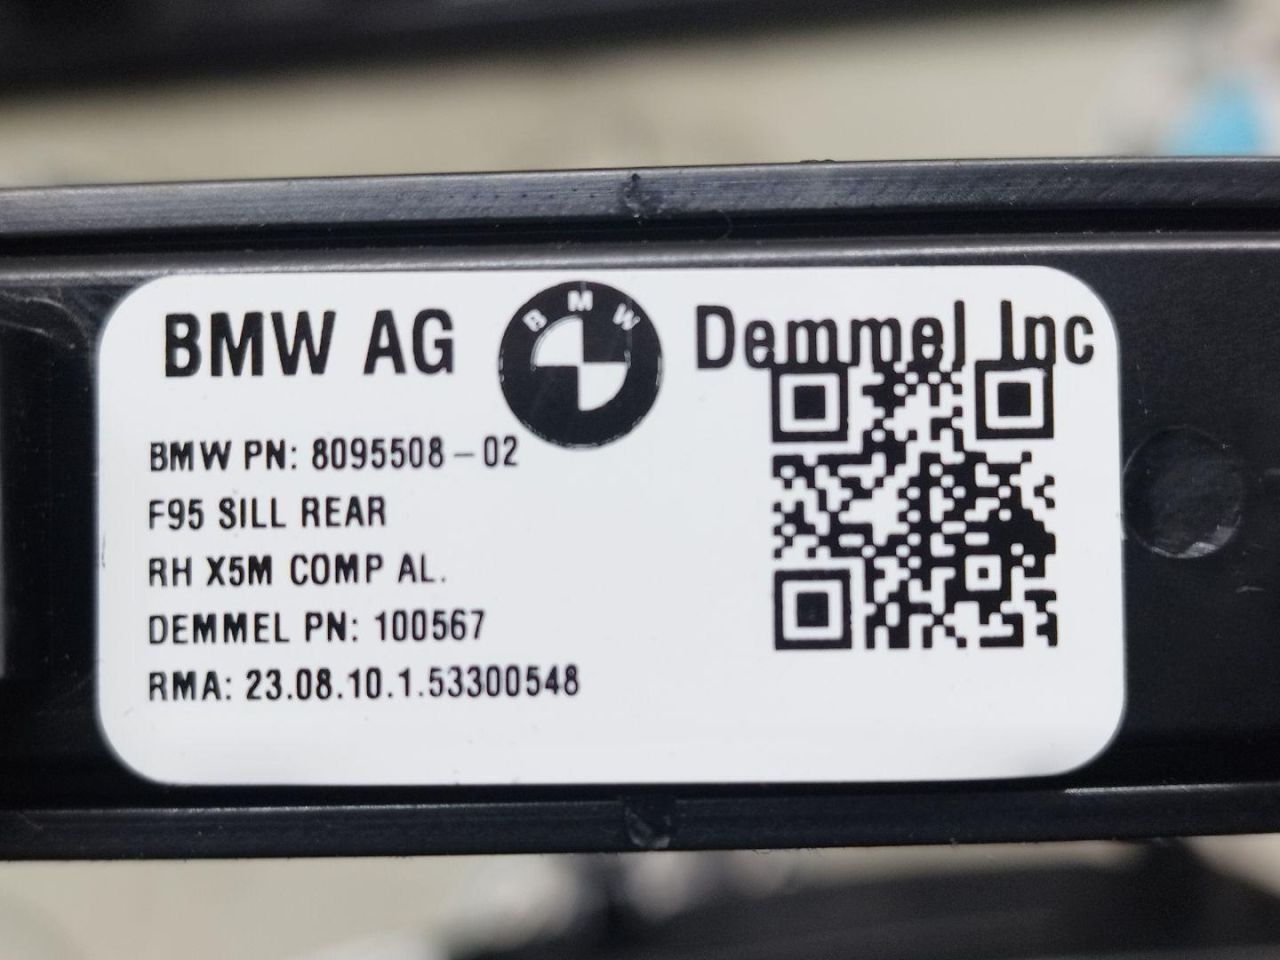 BMW AG
BMW
Demmel Inc
BMW PN: 8095508-02
F95 SILL REAR
RH X5M COMP AL.
DEMMEL PN: 100567
RMA: 23.08.10.1.53300548